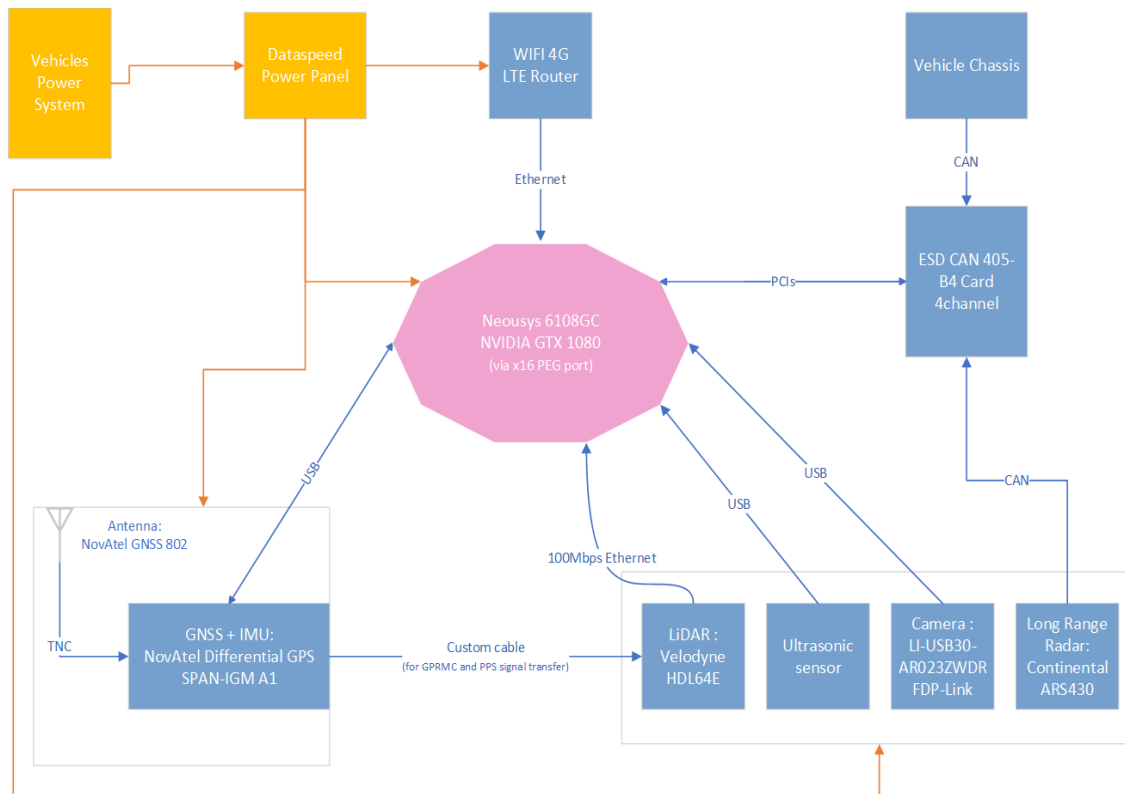 Vehicles
Power
System
Dataspeed
Power Panel
WIFI 4G
LTE Router
Vehicle Chassis
CAN
Ethernet
ESD CAN 405-
B4 Card
4channel
PCIs
Neousys 6108GC
NVIDIA GTX 1080
(via x16 PEG port)
USB
USB
USB
CAN
Antenna:
NovAtel GNSS 802
100Mbps Ethernet
TNC
GNSS + IMU:
NovAtel Differential GPS
SPAN-IGM A1
Custom cable
(for GPRMC and PPS signal transfer)
LiDAR :
Velodyne
HDL64E
Ultrasonic
sensor
Camera :
LI-USB30-
AR023ZWDR
FDP-Link
Long Range
Radar:
Continental
ARS430